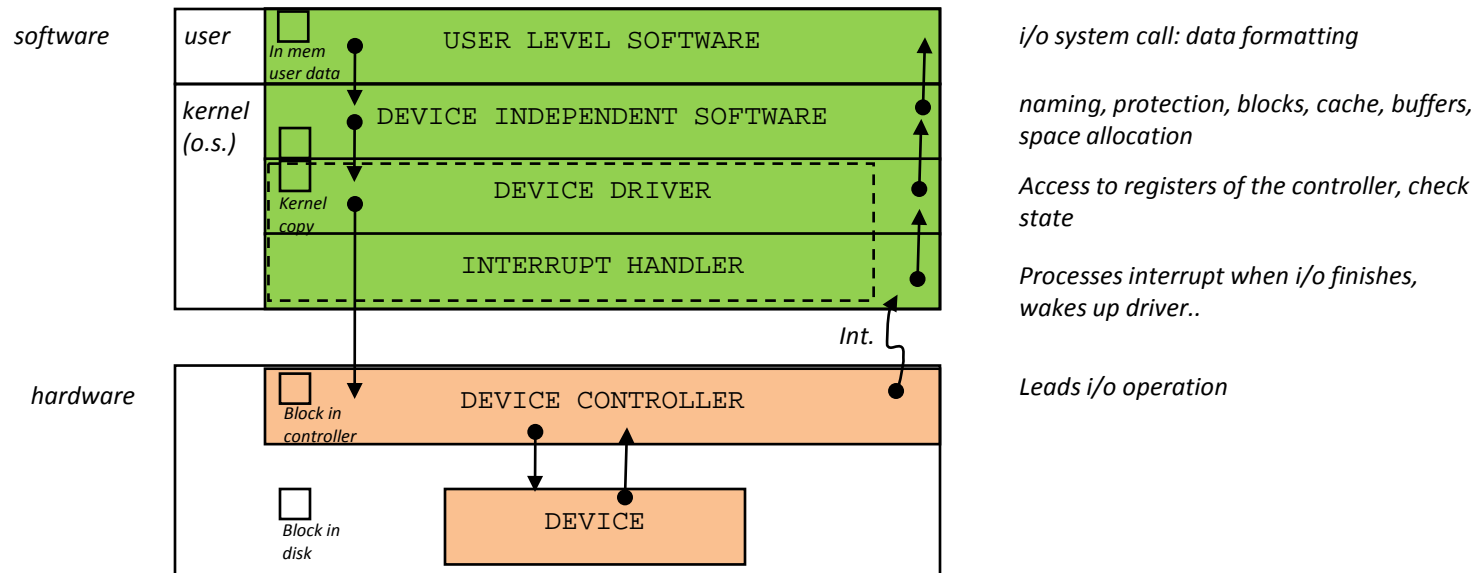 software
user
USER LEVEL SOFTWARE
i/o system call: data formatting
In mem
user data
kernel
(o.s.)
DEVICE INDEPENDENT SOFTWARE
naming, protection, blocks, cache, buffers,
space allocation
DEVICE DRIVER
Access to registers of the controller, check
state
Kernel
copy
INTERRUPT HANDLER
Processes interrupt when i/o finishes,
wakes up driver..
Int.
hardware
DEVICE CONTROLLER
Leads i/o operation
Block in
controller
DEVICE
Block in
disk